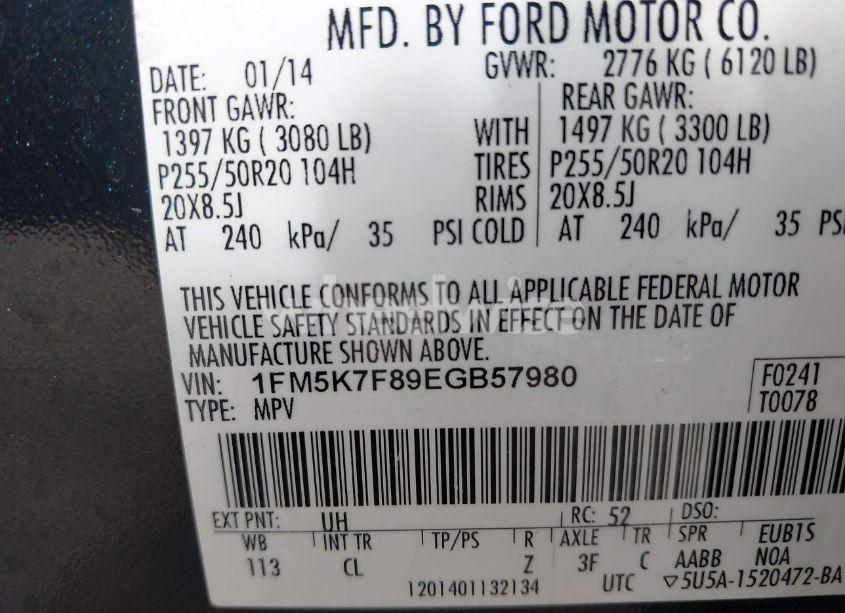 MFD. BY FORD MOTOR CO.
DATE: 01/14 GVWR: 2776 KG ( 6120 LB)
FRONT GAWR: REAR GAWR:
1397 KG ( 3080 LB) WITH 1497 KG ( 3300 LB)
P255/50R20 104H TIRES P255/50R20 104H
20X8.5J RIMS 20X8.5J
AT 240 kPa/ 35 PSI COLD AT 240 kPa/ 35 PSI
THIS VEHICLE CONFORMS TO ALL APPLICABLE FEDERAL MOTOR
VEHICLE SAFETY STANDARDS IN EFFECT ON THE DATE OF
MANUFACTURE SHOWN ABOVE.
VIN: 1FM5K7F89EGB57980 F0241
TYPE: MPV T0078
EXT PNT: UH RC: 52 DSO:
WB INT TR TP/PS R AXLE TR SPR EUB1S
113 CL Z 3F C AABB NOA
1201401132134 UTC ▽5U5A-1520472-BA